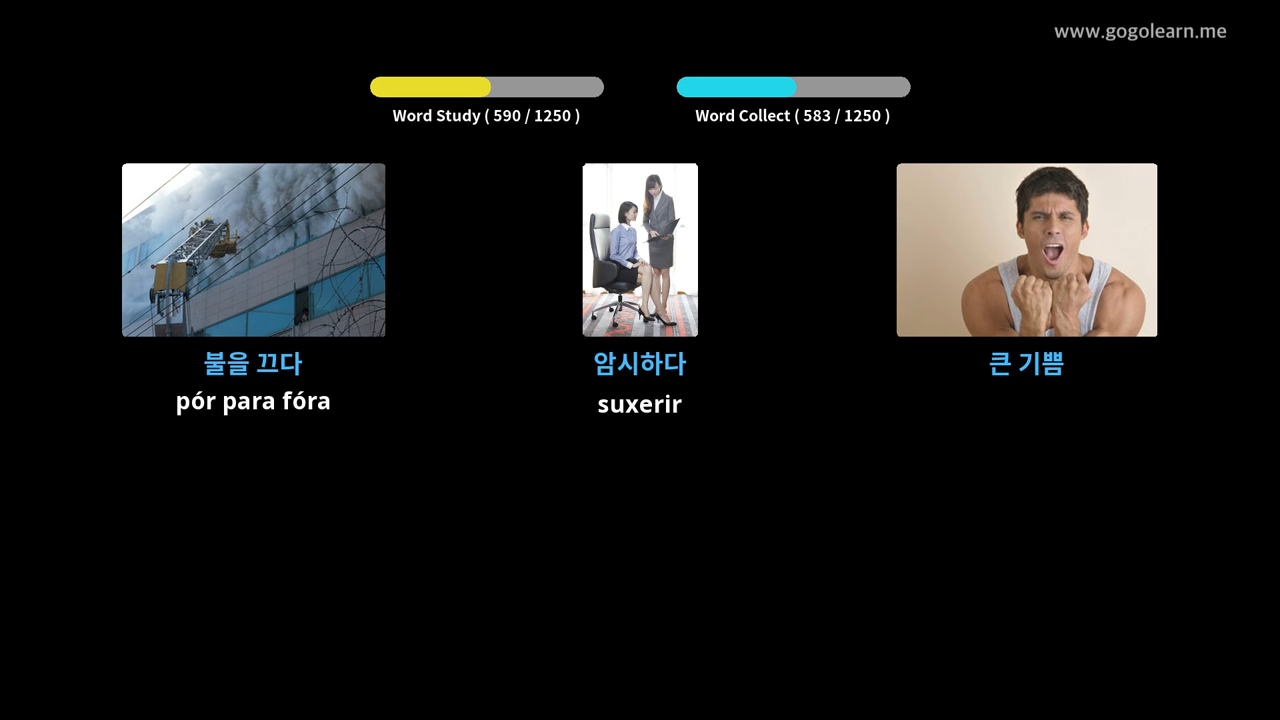 www.gogolearn.me
Word Study ( 590 / 1250 )
Word Collect ( 583 / 1250 )
불을 끄다
암시하다
큰 기쁨
pór para fóra
suxerir